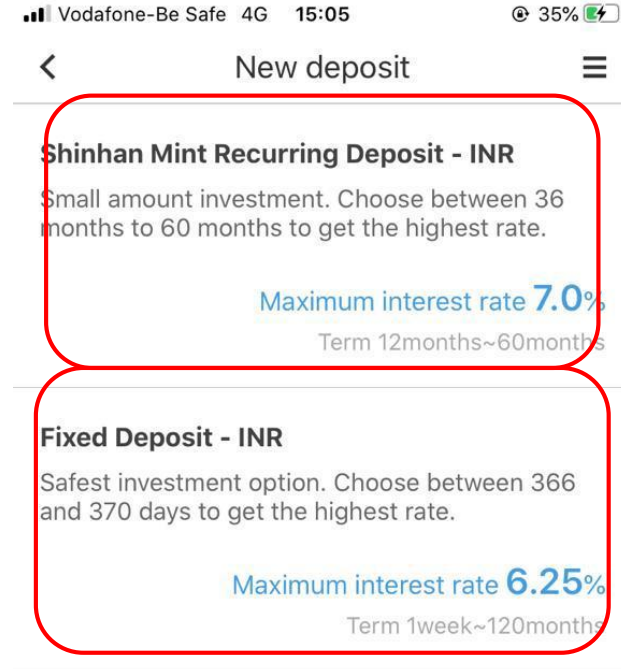 Vodafone-Be Safe 4G 15:05 35%
New deposit
Shinhan Mint Recurring Deposit - INR
Small amount investment. Choose between 36
months to 60 months to get the highest rate.
Maximum interest rate 7.0%
Term 12months~60months
Fixed Deposit - INR
Safest investment option. Choose between 366
and 370 days to get the highest rate.
Maximum interest rate 6.25%
Term 1week~120months